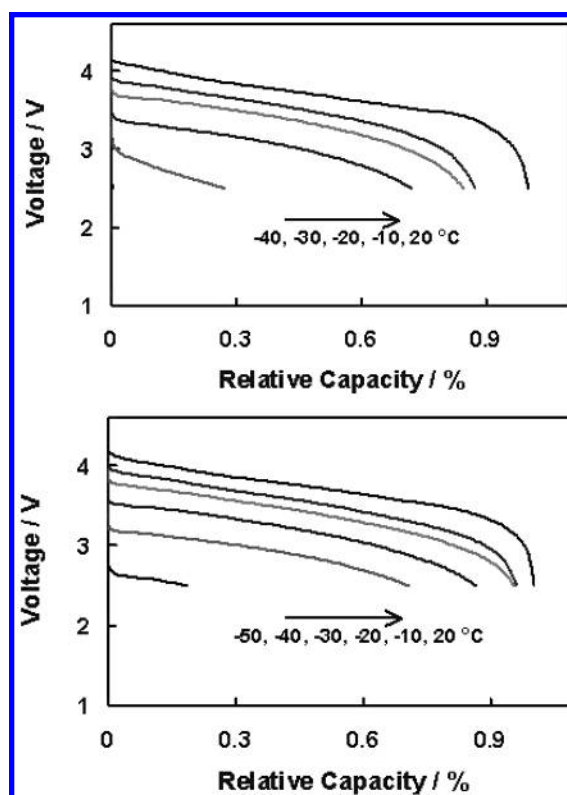 Voltage / V
4
3
2
1
-40, -30, -20, -10, 20 °C
0
0.3
0.6
0.9
Relative Capacity / %
Voltage / V
4
3
2
1
-50, -40, -30, -20, -10, 20 °C
0
0.3
0.6
0.9
Relative Capacity / %